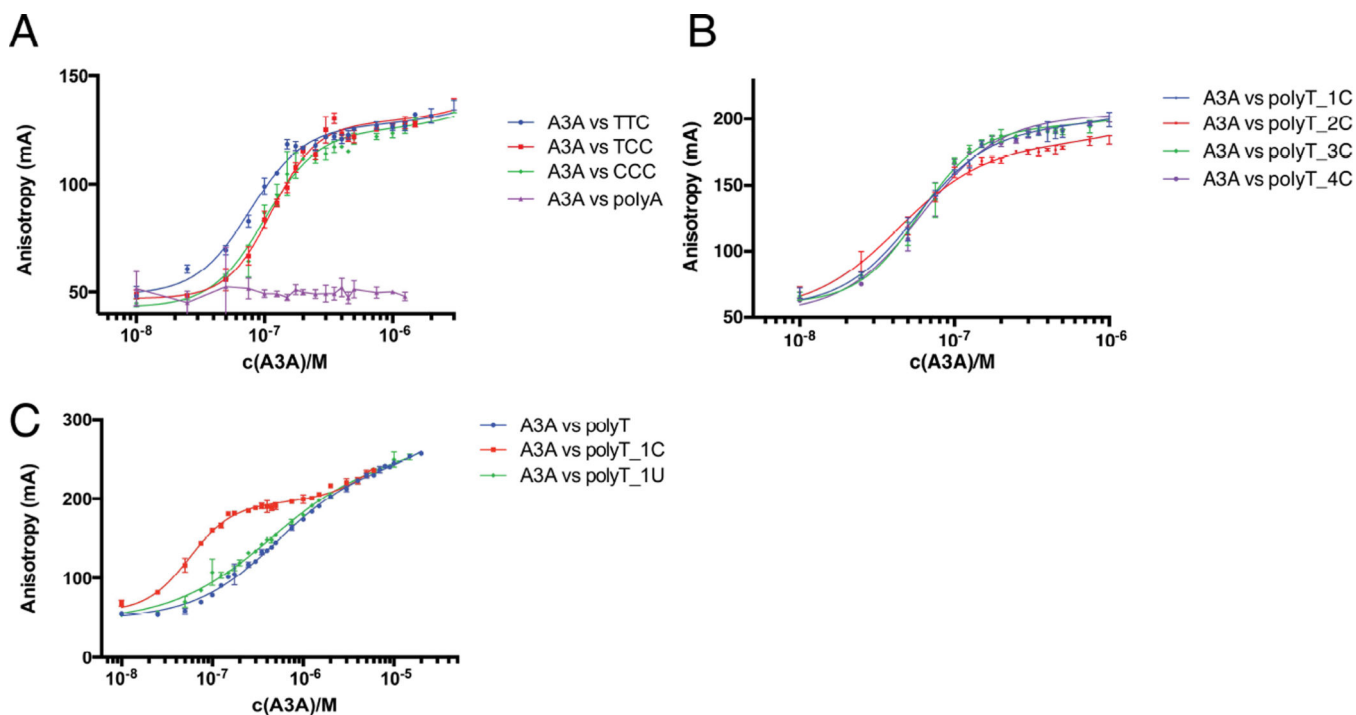 A
150
100
50
Anisotropy (mA)
10-8
10-7
10-6
c(A3A)/M
A3A vs TTC
A3A vs TCC
A3A vs CCC
A3A vs polyA
B
200
150
100
50
Anisotropy (mA)
10-8
10-7
10-6
c(A3A)/M
A3A vs polyT_1C
A3A vs polyT_2C
A3A vs polyT_3C
A3A vs polyT_4C
C
300
200
100
0
Anisotropy (mA)
10-8
10-7
10-6
10-5
c(A3A)/M
A3A vs polyT
A3A vs polyT_1C
A3A vs polyT_1U